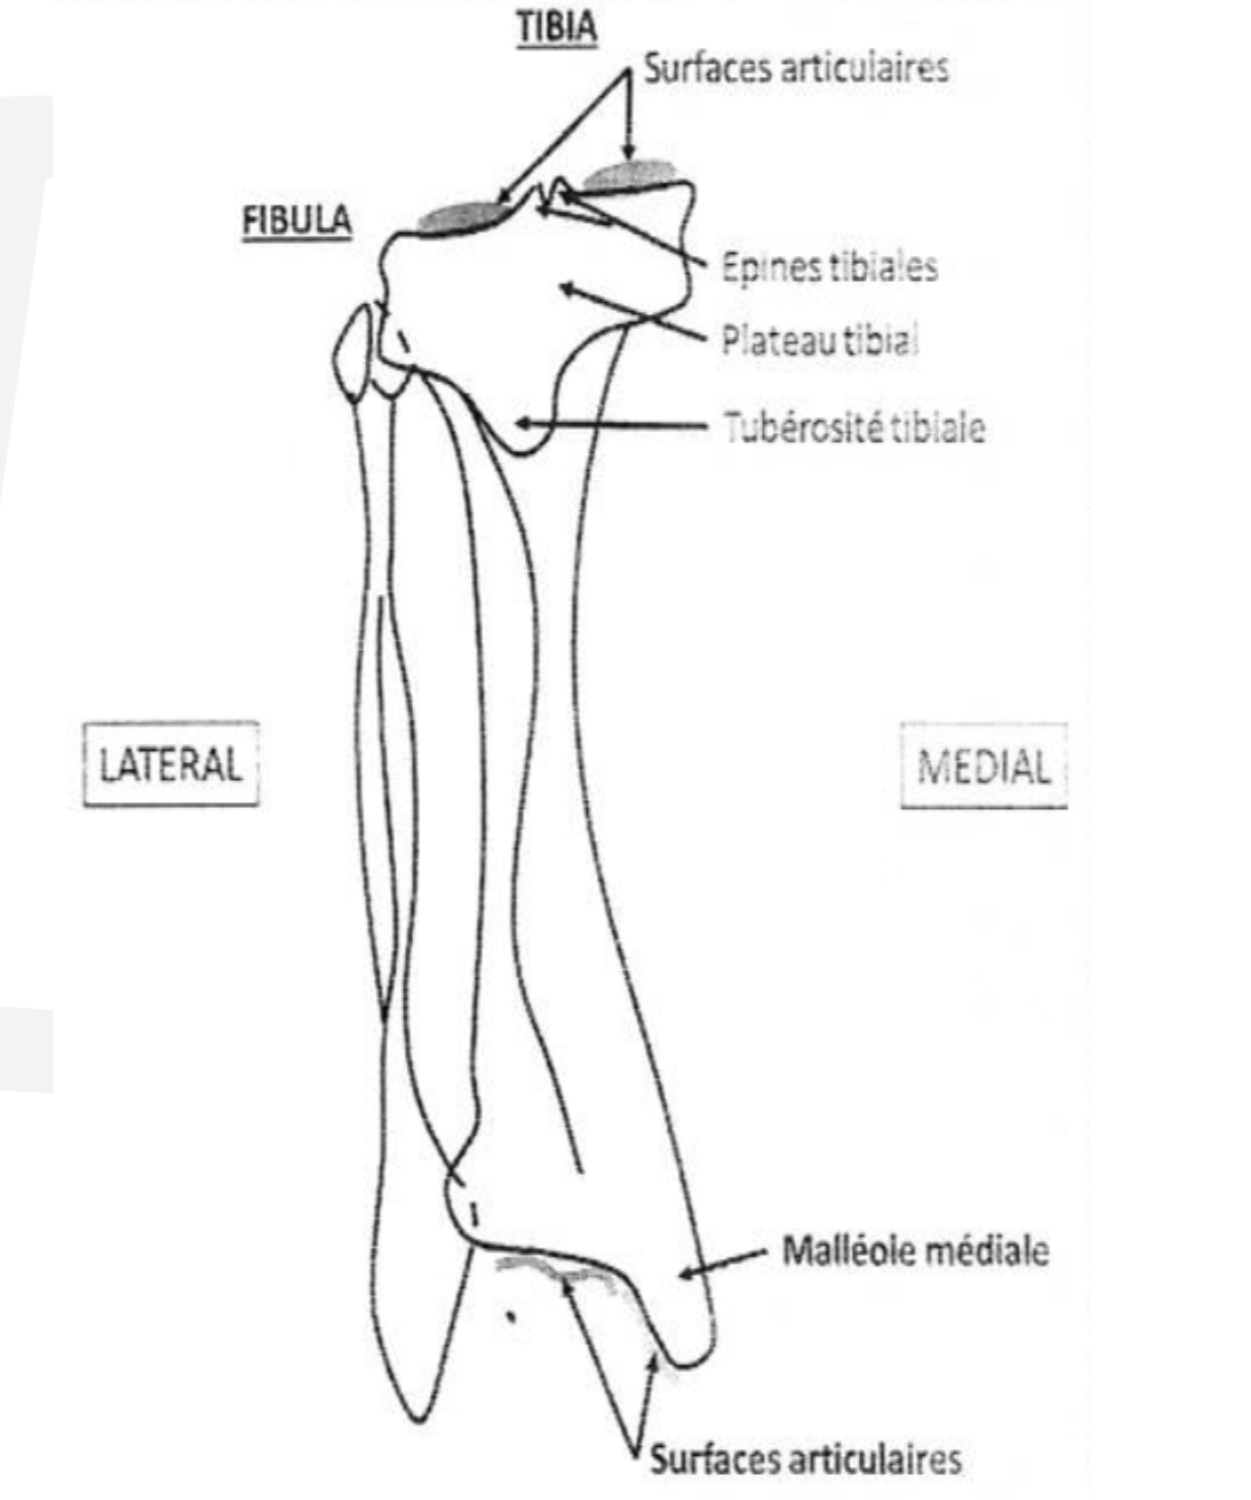 TIBIA
Surfaces articulaires
FIBULA
Epines tibiales
Plateau tibial
Tubérosité tibiale
LATERAL
MEDIAL
Malléole médiale
Surfaces articulaires